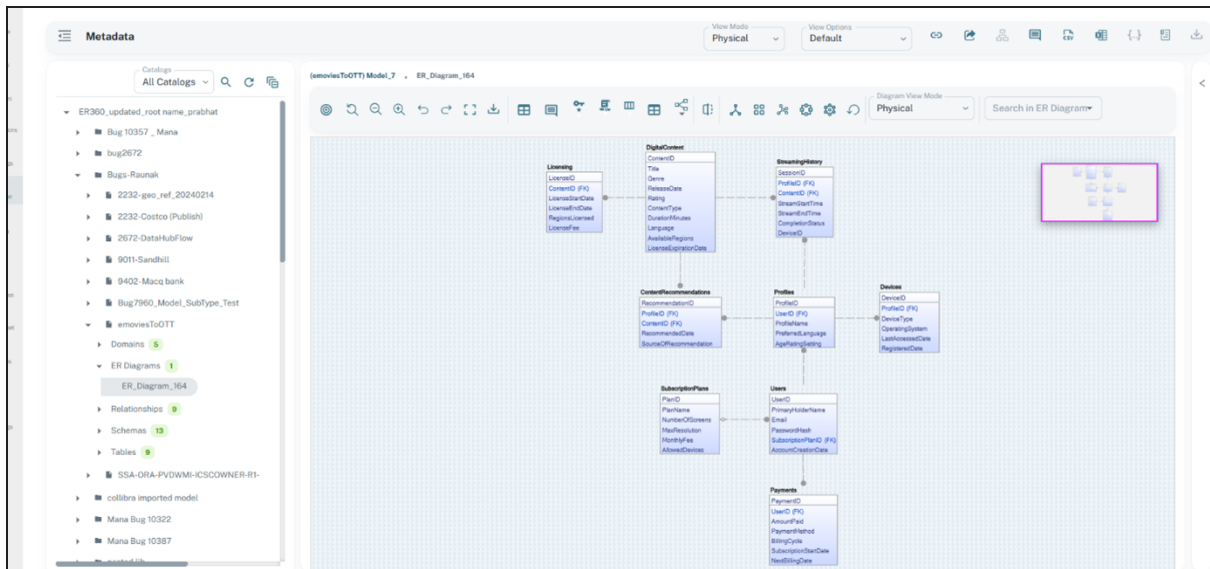 Metadata
View Mode
Physical
View Options
Default
CSV
Catalogs
All Catalogs
ER360_updated_root name_prabhat
Bug 10357 _ Mana
bug2672
Bugs-Raunak
2232-geo_ref_20240214
2232-Costco (Publish)
2672-DataHubFlow
9011-Sandhill
9402-Macq bank
Bug7960_Model_SubType_Test
emoviesToOTT
Domains 5
ER Diagrams 1
ER_Diagram_164
Relationships 9
Schemas 13
Tables 9
SSA-ORA-PVDWMI-ICSCOWNER-R1-
collibra imported model
Mana Bug 10322
Mana Bug 10387
(emoviesToOTT) Model_7 , ER_Diagram_164
Diagram View Mode
Physical
Search in ER Diagram
Licensing
LicenseID
ContentID (FK)
LicenseStartDate
LicenseEndDate
RegionsLicensed
LicenseFee
DigitalContent
ContentID
Title
Genre
ReleaseDate
Rating
ContentType
DurationMinutes
Language
AvailableRegions
LicenseExpirationDate
StreamingHistory
SessionID
ProfileID (FK)
ContentID (FK)
StreamStartTime
StreamEndTime
CompletionStatus
DeviceID
ContentRecommendations
RecommendationID
ProfileID (FK)
ContentID (FK)
RecommendedDate
SourceOfRecommendation
Profiles
ProfileID
UserID (FK)
ProfileName
PreferredLanguage
AgeRatingSetting
Devices
DeviceID
ProfileID (FK)
DeviceType
OperatingSystem
LastAccessedDate
RegisteredDate
SubscriptionPlans
PlanID
PlanName
NumberOfScreens
MaxResolution
MonthlyFee
AllowedDevices
Users
UserID
PrimaryHolderName
Email
PasswordHash
SubscriptionPlanID (FK)
AccountCreationDate
Payments
PaymentID
UserID (FK)
AmountPaid
PaymentMethod
BillingCycle
SubscriptionStartDate
NextBillingDate